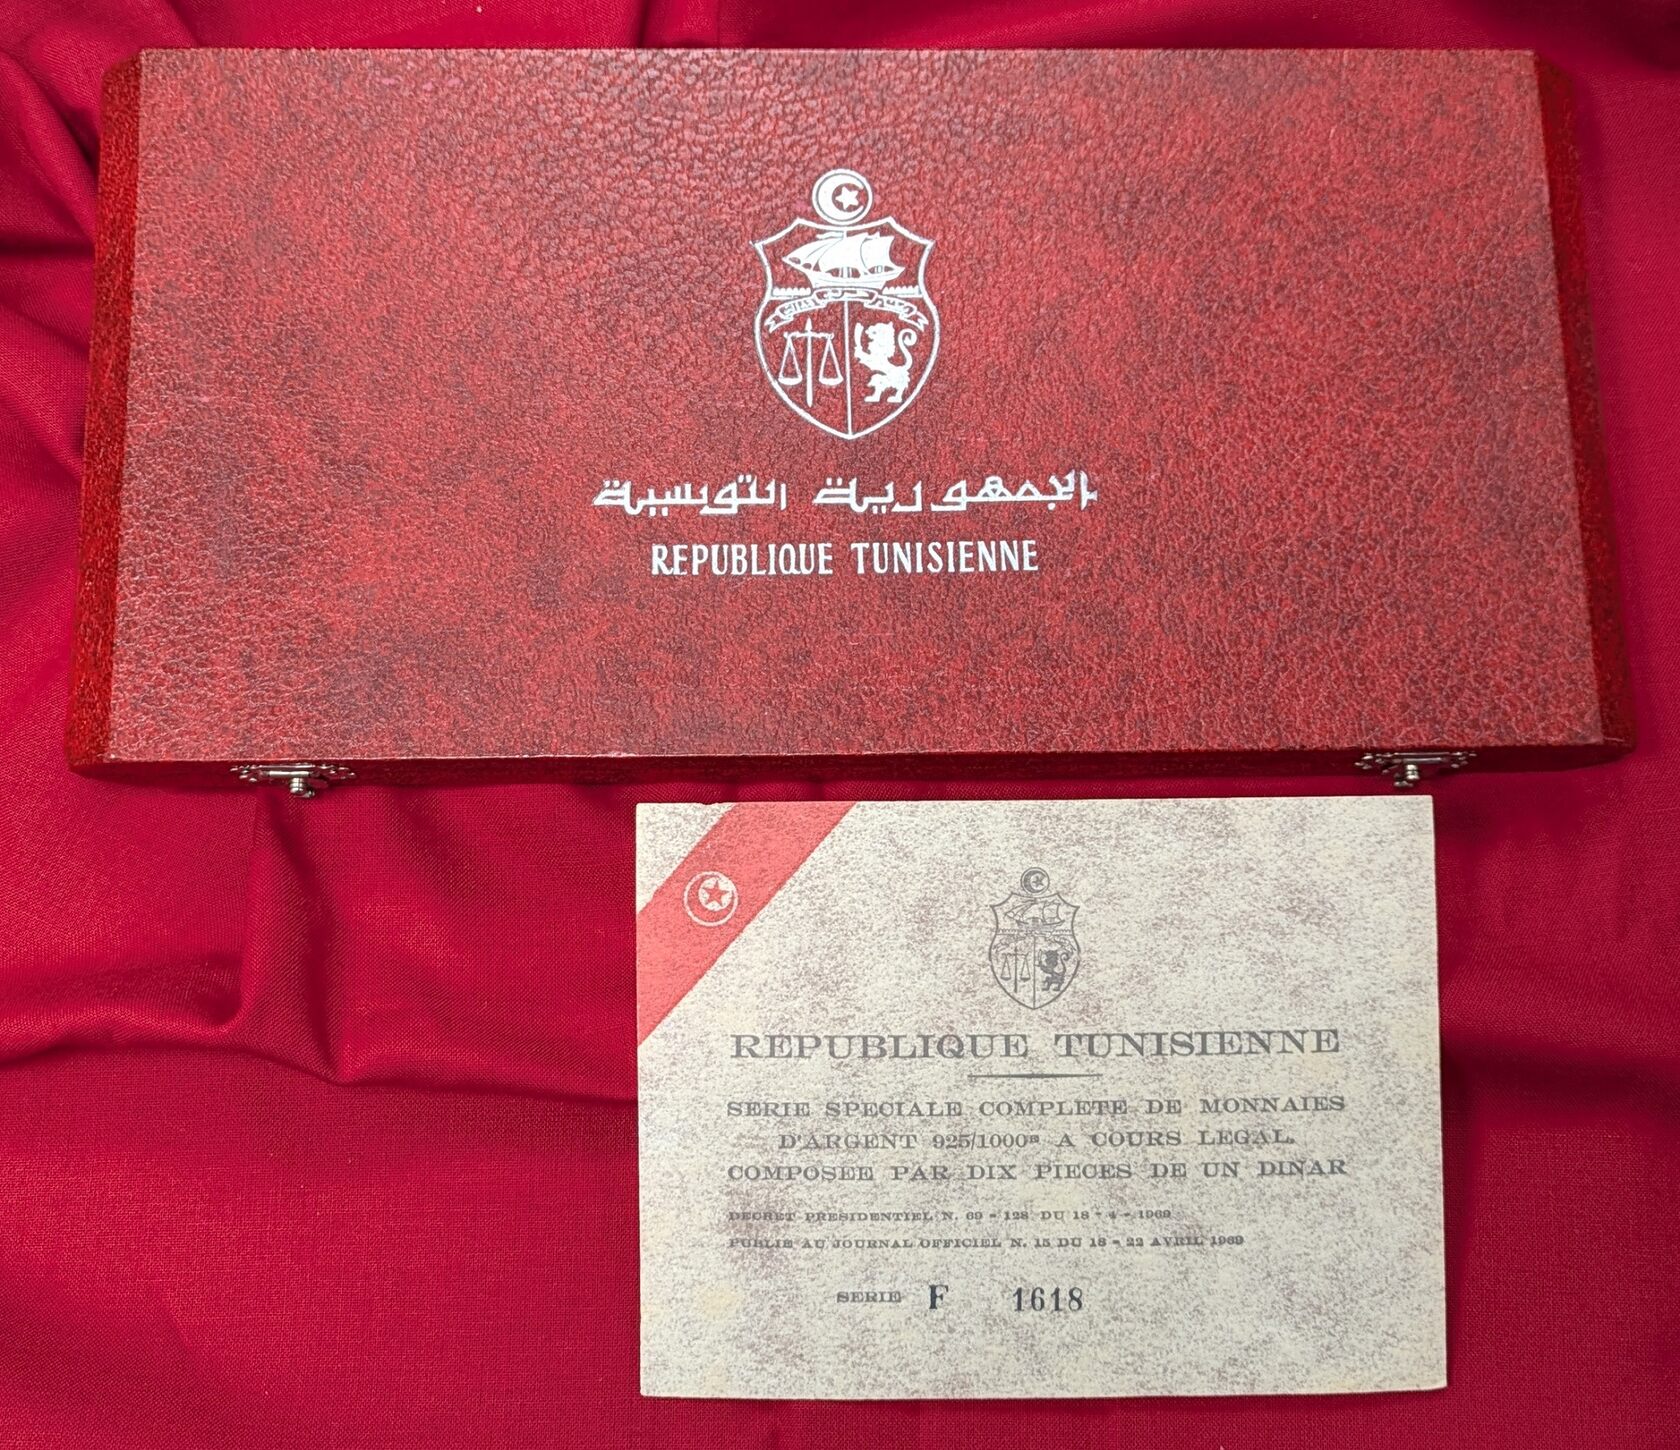 الجمهورية التونسية
REPUBLIQUE TUNISIENNE
REPUBLIQUE TUNISIENNE
SERIE SPECIALE COMPLETE DE MONNAIES
D'ARGENT 925/1000E A COURS LEGAL
COMPOSEE PAR DIX PIECES DE UN DINAR
DECRET PRESIDENTIEL N. 69 - 128 DU 18 - 4 - 1969
PUBLIE AU JOURNAL OFFICIEL N. 15 DU 18 - 22 AVRIL 1969
SERIE F 1618